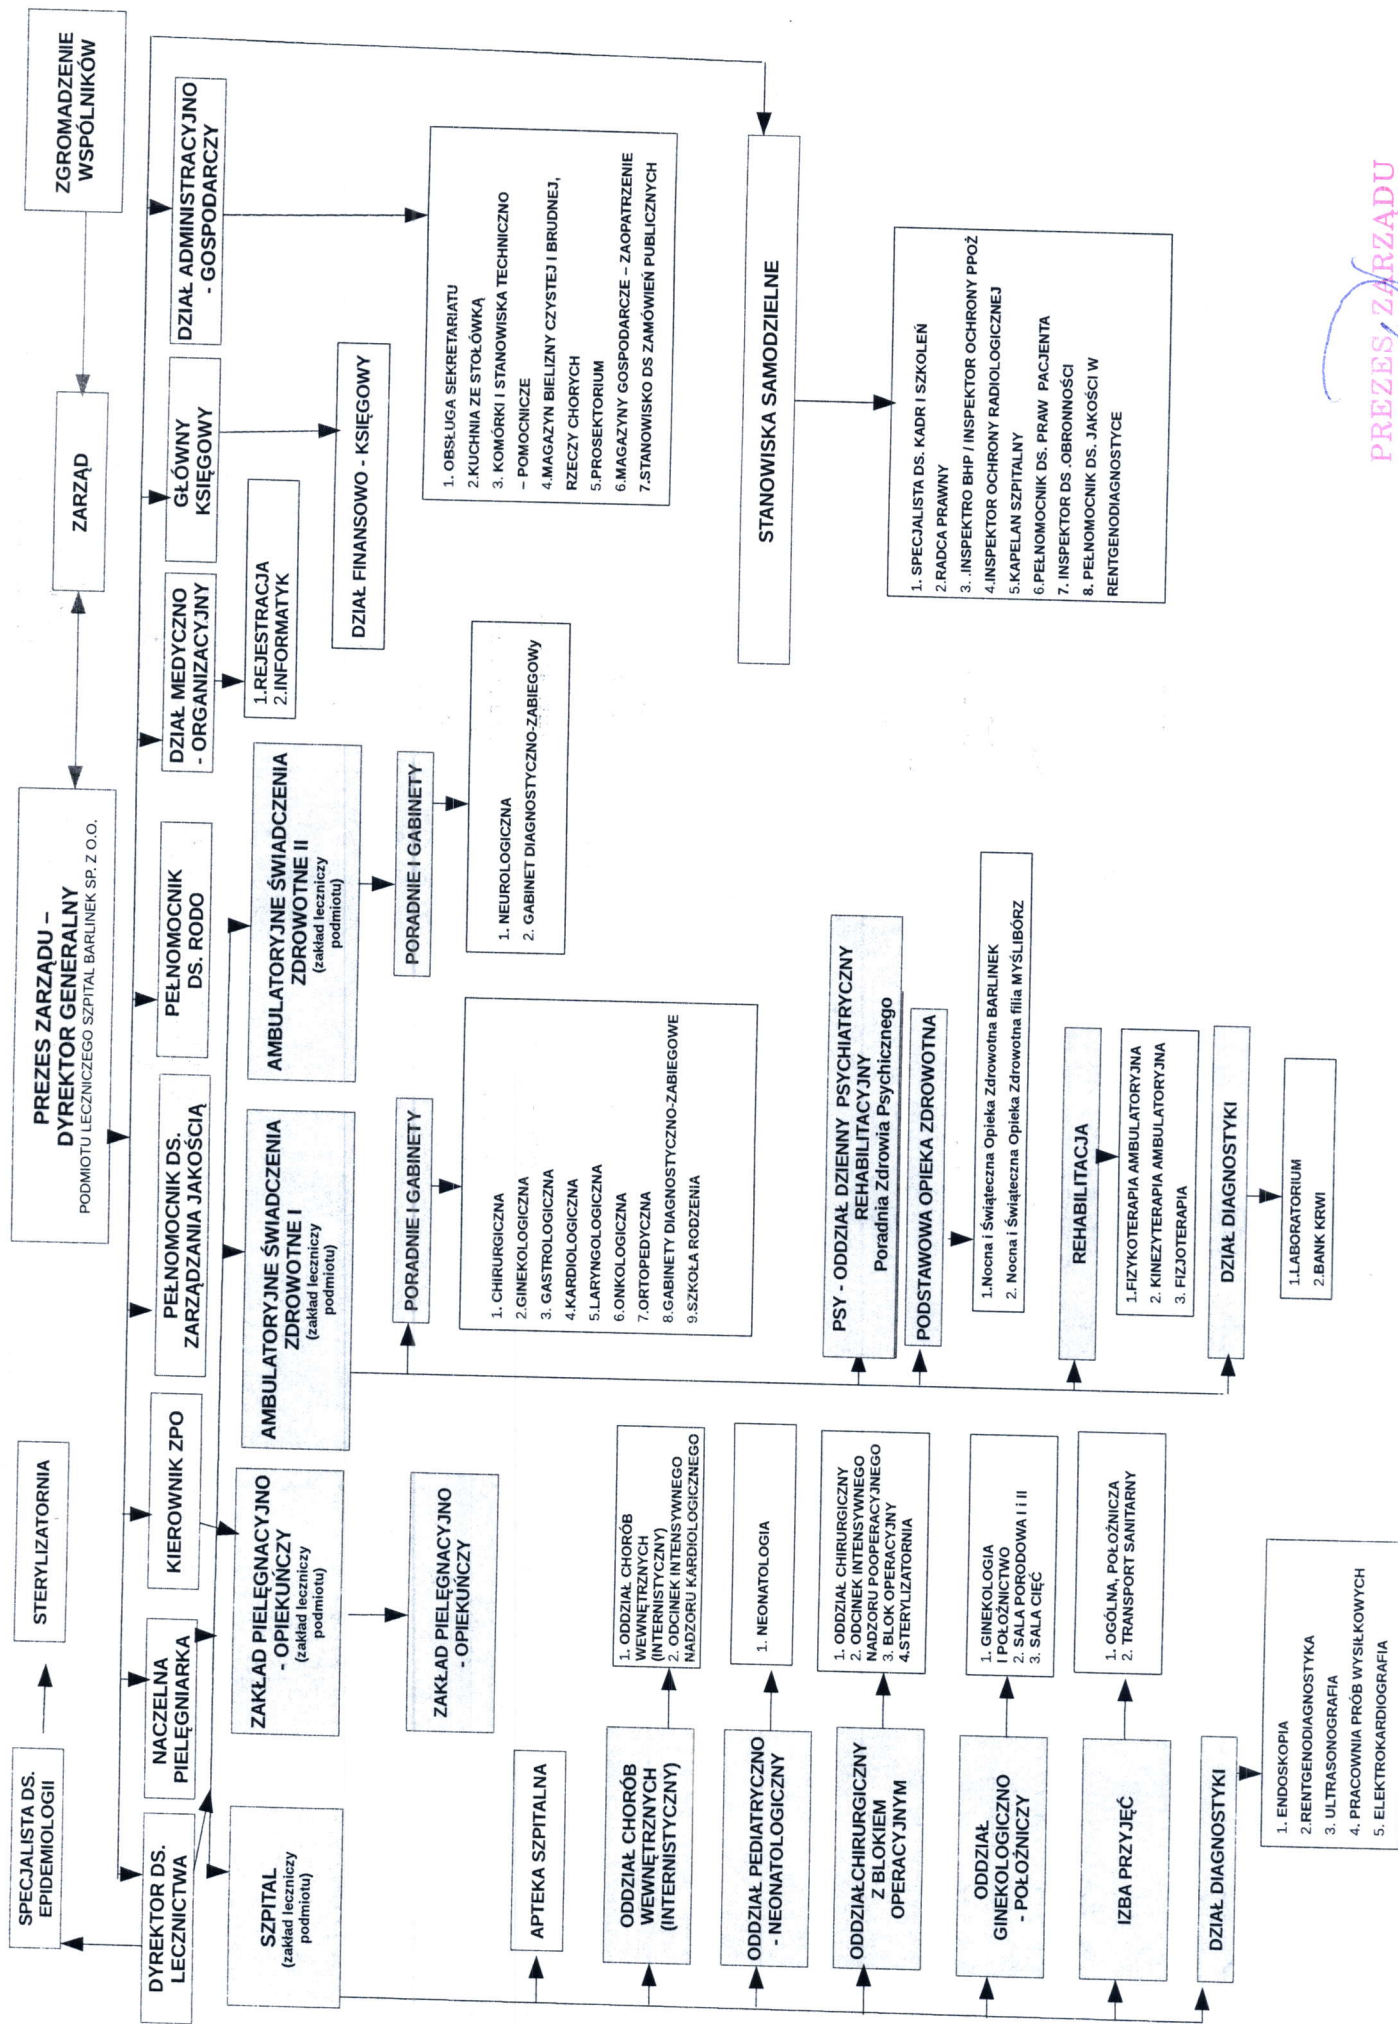 ZGROMADZENIE
WSPÓLNIKÓW
ZARZĄD
PREZES ZARZĄDU –
DYREKTOR GENERALNY
PODMIOTU LECZNICZEGO SZPITAL BARLINEK SP. Z O.O.
STERYLIZATORNIA
SPECJALISTA DS.
EPIDEMIOLOGII
DYREKTOR DS.
LECZNICTWA
NACZELNA
PIELĘGNIARKA
KIEROWNIK ZPO
PEŁNOMOCNIK DS.
ZARZĄDZANIA JAKOŚCIĄ
PEŁNOMOCNIK
DS. RODO
DZIAŁ MEDYCZNO
- ORGANIZACYJNY
GŁÓWNY
KSIĘGOWY
DZIAŁ ADMINISTRACYJNO
- GOSPODARCZY
SZPITAL
(zakład leczniczy
podmiotu)
ZAKŁAD PIELĘGNACYJNO
- OPIEKUŃCZY
(zakład leczniczy
podmiotu)
AMBULATORYJNE ŚWIADCZENIA
ZDROWOTNE I
(zakład leczniczy
podmiotu)
AMBULATORYJNE ŚWIADCZENIA
ZDROWOTNE II
(zakład leczniczy
podmiotu)
1.REJESTRACJA
2.INFORMATYK
DZIAŁ FINANSOWO - KSIĘGOWY
ZAKŁAD PIELĘGNACYJNO
- OPIEKUŃCZY
PORADNIE I GABINETY
PORADNIE I GABINETY
1. OBSŁUGA SEKRETARIATU
2.KUCHNIA ZE STOŁÓWKĄ
3. KOMÓRKI I STANOWISKA TECHNICZNO
– POMOCNICZE
4.MAGAZYN BIELIZNY CZYSTEJ I BRUDNEJ,
RZECZY CHORYCH
5.PROSEKTORIUM
6.MAGAZYNY GOSPODARCZE – ZAOPATRZENIE
7.STANOWISKO DS ZAMÓWIEŃ PUBLICZNYCH
1. NEUROLOGICZNA
2. GABINET DIAGNOSTYCZNO-ZABIEGOWy
1. CHIRURGICZNA
2.GINEKOLOGICZNA
3. GASTROLOGICZNA
4.KARDIOLOGICZNA
5.LARYNGOLOGICZNA
6.ONKOLOGICZNA
7.ORTOPEDYCZNA
8.GABINETY DIAGNOSTYCZNO-ZABIEGOWE
9.SZKOŁA RODZENIA
APTEKA SZPITALNA
ODDZIAŁ CHORÓB
WEWNĘTRZNYCH
(INTERNISTYCZNY)
1. ODDZIAŁ CHORÓB
WEWNĘTRZNYCH
(INTERNISTYCZNY)
2. ODCINEK INTENSYWNEGO
NADZORU KARDIOLOGICZNEGO
ODDZIAŁ PEDIATRYCZNO
- NEONATOLOGICZNY
1. NEONATOLOGIA
ODDZIAŁCHIRURGICZNY
Z BLOKIEM
OPERACYJNYM
1. ODDZIAŁ CHIRURGICZNY
2. ODCINEK INTENSYWNEGO
NADZORU POOPERACYJNEGO
3. BLOK OPERACYJNY
4.STERYLIZATORNIA
ODDZIAŁ
GINEKOLOGICZNO
- POŁOŻNICZY
1. GINEKOLOGIA
I POŁOŻNICTWO
2. SALA PORODOWA I i II
3. SALA CIĘĆ
IZBA PRZYJĘĆ
1. OGÓLNA, POŁOŻNICZA
2. TRANSPORT SANITARNY
DZIAŁ DIAGNOSTYKI
1. ENDOSKOPIA
2.RENTGENODIAGNOSTYKA
3. ULTRASONOGRAFIA
4. PRACOWNIA PRÓB WYSIŁKOWYCH
5. ELEKTROKARDIOGRAFIA
PSY - ODDZIAŁ DZIENNY PSYCHIATRYCZNY
REHABILITACYJNY
Poradnia Zdrowia Psychicznego
PODSTAWOWA OPIEKA ZDROWOTNA
1.Nocna i Świąteczna Opieka Zdrowotna BARLINEK
2. Nocna i Świąteczna Opieka Zdrowotna filia MYŚLIBÓRZ
REHABILITACJA
1.FIZYKOTERAPIA AMBULATORYJNA
2. KINEZYTERAPIA AMBULATORYJNA
3. FIZJOTERAPIA
DZIAŁ DIAGNOSTYKI
1.LABORATORIUM
2.BANK KRWI
STANOWISKA SAMODZIELNE
1. SPECJALISTA DS. KADR I SZKOLEŃ
2.RADCA PRAWNY
3. .INSPEKTRO BHP / INSPEKTOR OCHRONY PPOŻ
4.INSPEKTOR OCHRONY RADIOLOGICZNEJ
5.KAPELAN SZPITALNY
6.PEŁNOMOCNIK DS. PRAW PACJENTA
7. INSPEKTOR DS .OBRONNOŚCI
8. PEŁNOMOCNIK DS. JAKOŚCI W
RENTGENODIAGNOSTYCE
PREZES ZARZĄDU